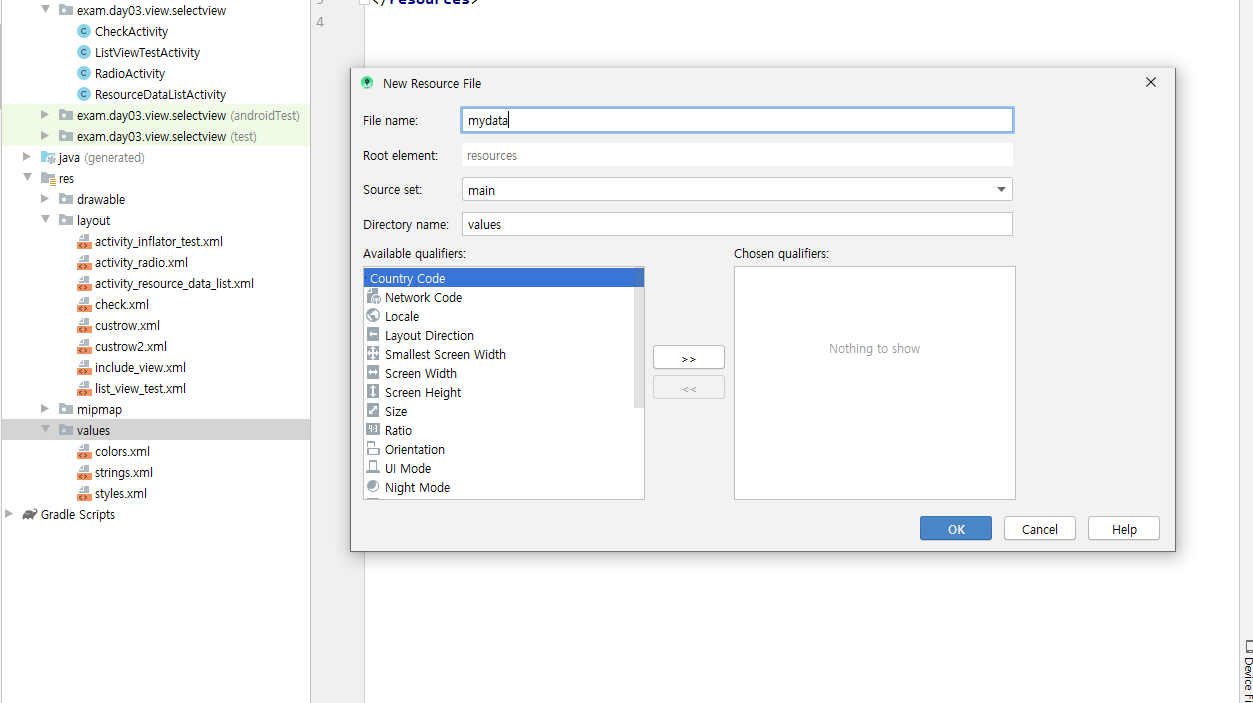 exam.day03.view.selectview
CheckActivity
ListViewTestActivity
RadioActivity
ResourceDataListActivity
exam.day03.view.selectview (androidTest)
exam.day03.view.selectview (test)
java (generated)
res
drawable
layout
activity_inflator_test.xml
activity_radio.xml
activity_resource_data_list.xml
check.xml
custrow.xml
custrow2.xml
include_view.xml
list_view_test.xml
mipmap
values
colors.xml
strings.xml
styles.xml
Gradle Scripts
3 </resources>
4
New Resource File
File name: mydata
Root element: resources
Source set: main
Directory name: values
Available qualifiers:
Country Code
Network Code
Locale
Layout Direction
Smallest Screen Width
Screen Width
Screen Height
Size
Ratio
Orientation
UI Mode
Night Mode
>>
<<
Chosen qualifiers:
Nothing to show
OK Cancel Help
Device Fi